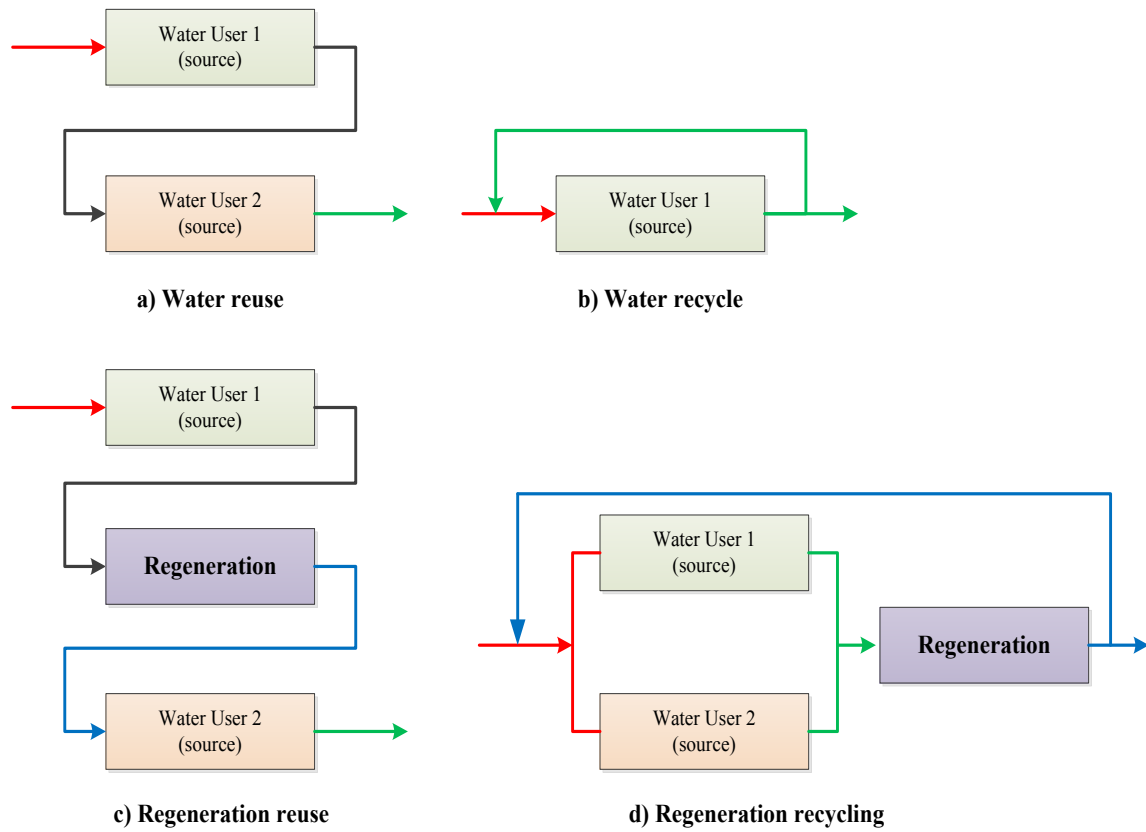 Water User 1
(source)
Water User 2
(source)
a) Water reuse
Water User 1
(source)
b) Water recycle
Water User 1
(source)
Regeneration
Water User 2
(source)
c) Regeneration reuse
Water User 1
(source)
Regeneration
Water User 2
(source)
d) Regeneration recycling